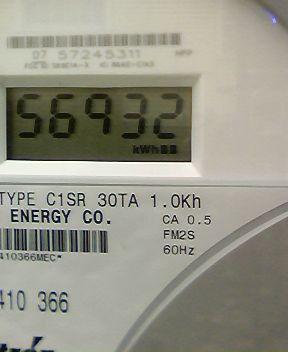 07 57245311
56932
kWh
TYPE C1SR 30TA 1.0Kh
ENERGY CO.
CA 0.5
FM2S
60Hz
410366MEC*
410 366